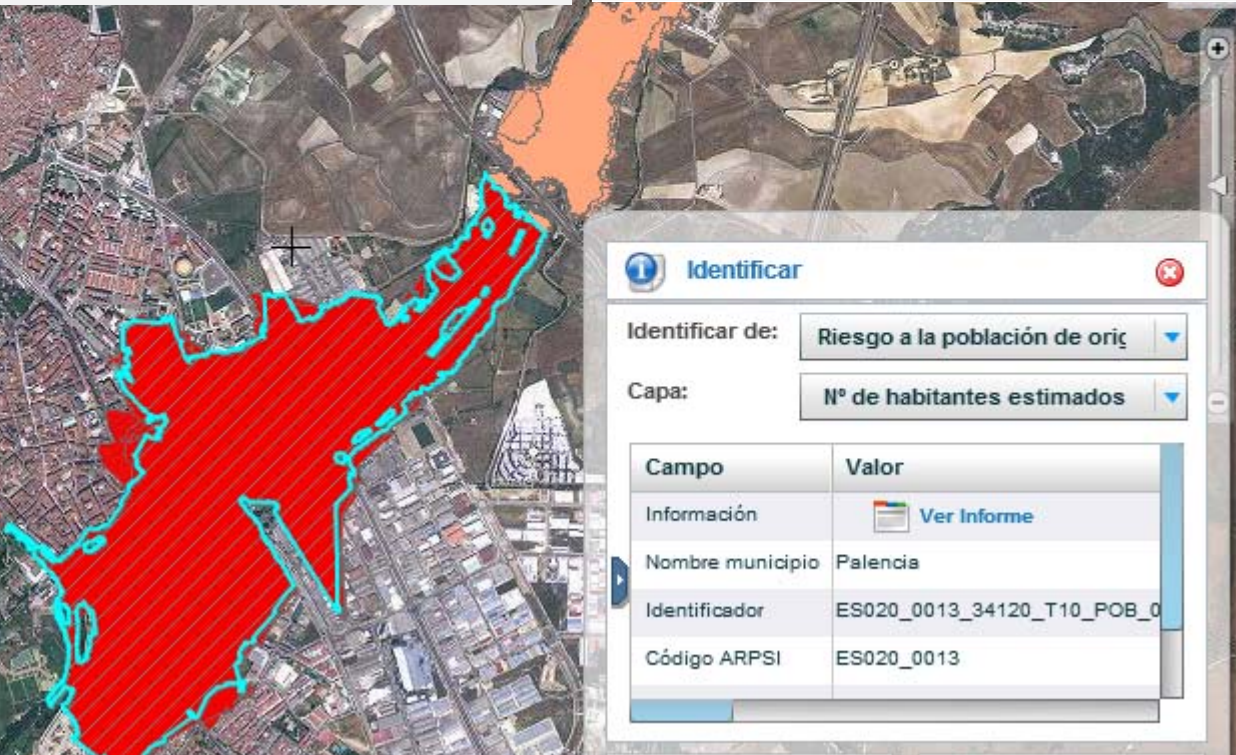 Identificar
Identificar de: Riesgo a la población de orig
Capa: Nº de habitantes estimados
Campo Valor
Información Ver Informe
Nombre municipio Palencia
Identificador ES020_0013_34120_T10_POB_0
Código ARPSI ES020_0013